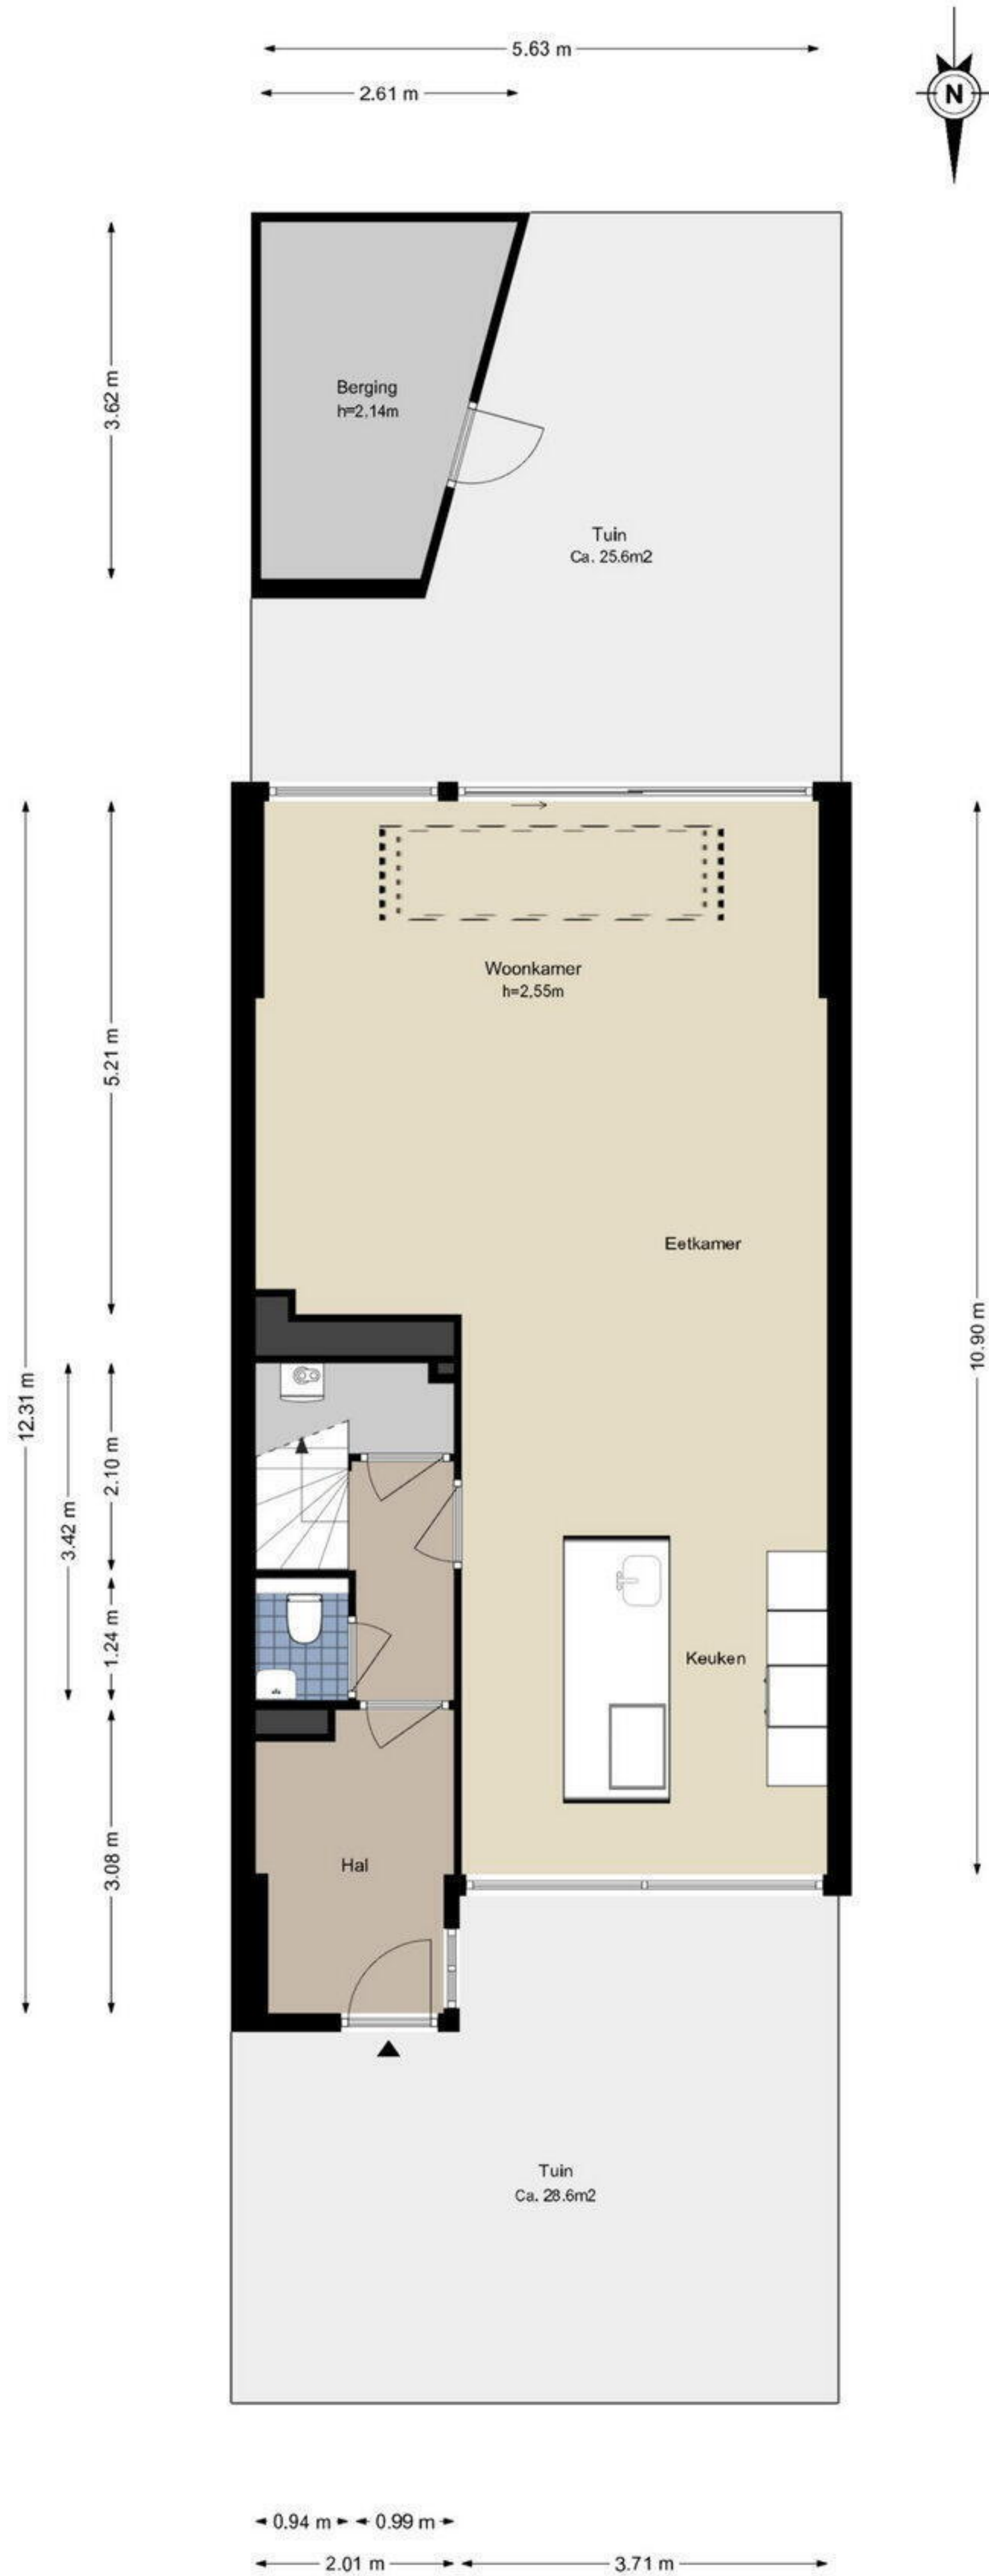 5.63 m
2.61 m
N
3.62 m
Berging
h=2,14m
Tuin
Ca. 25.6m2
Woonkamer
h=2,55m
5.21 m
Eetkamer
10.90 m
12.31 m
2.10 m
3.42 m
1.24 m
Keuken
3.08 m
Hal
Tuin
Ca. 28.6m2
0.94 m
0.99 m
2.01 m
3.71 m